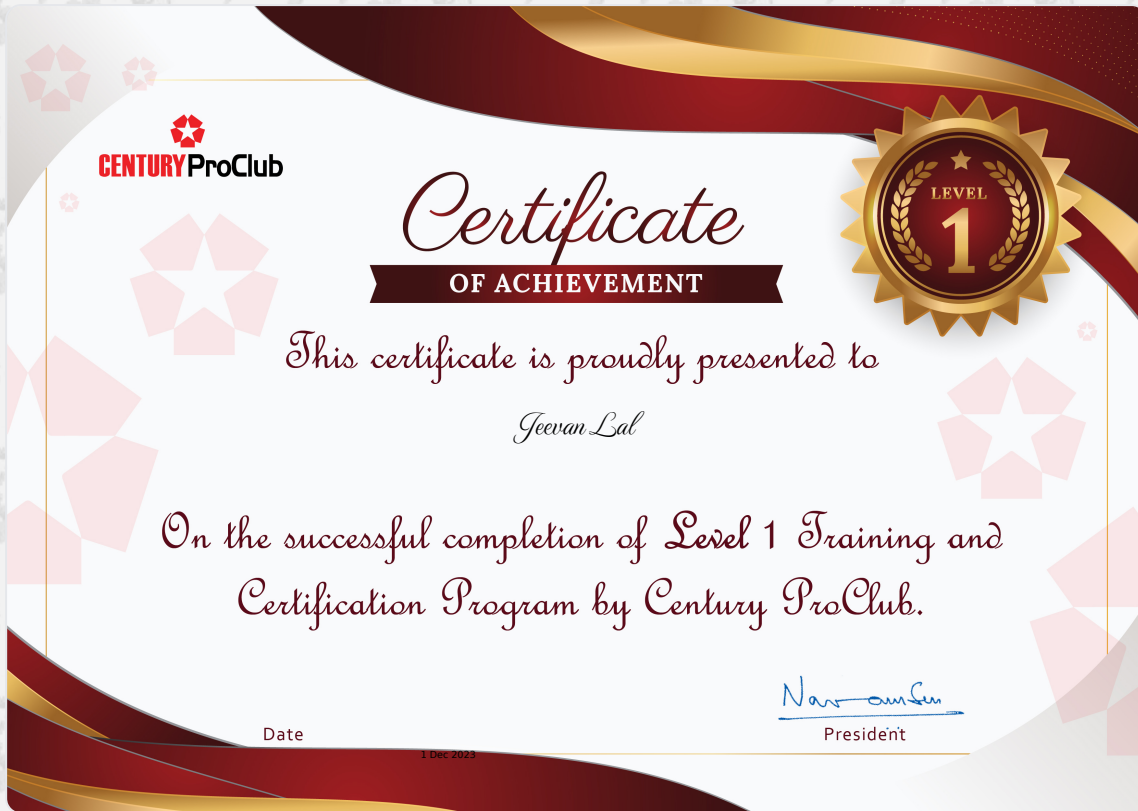 CENTURY ProClub
LEVEL
1
Certificate
OF ACHIEVEMENT
This certificate is proudly presented to
Jeevan Lal
On the successful completion of Level 1 Training and
Certification Program by Century ProClub.
Date
President
1 Dec 2023